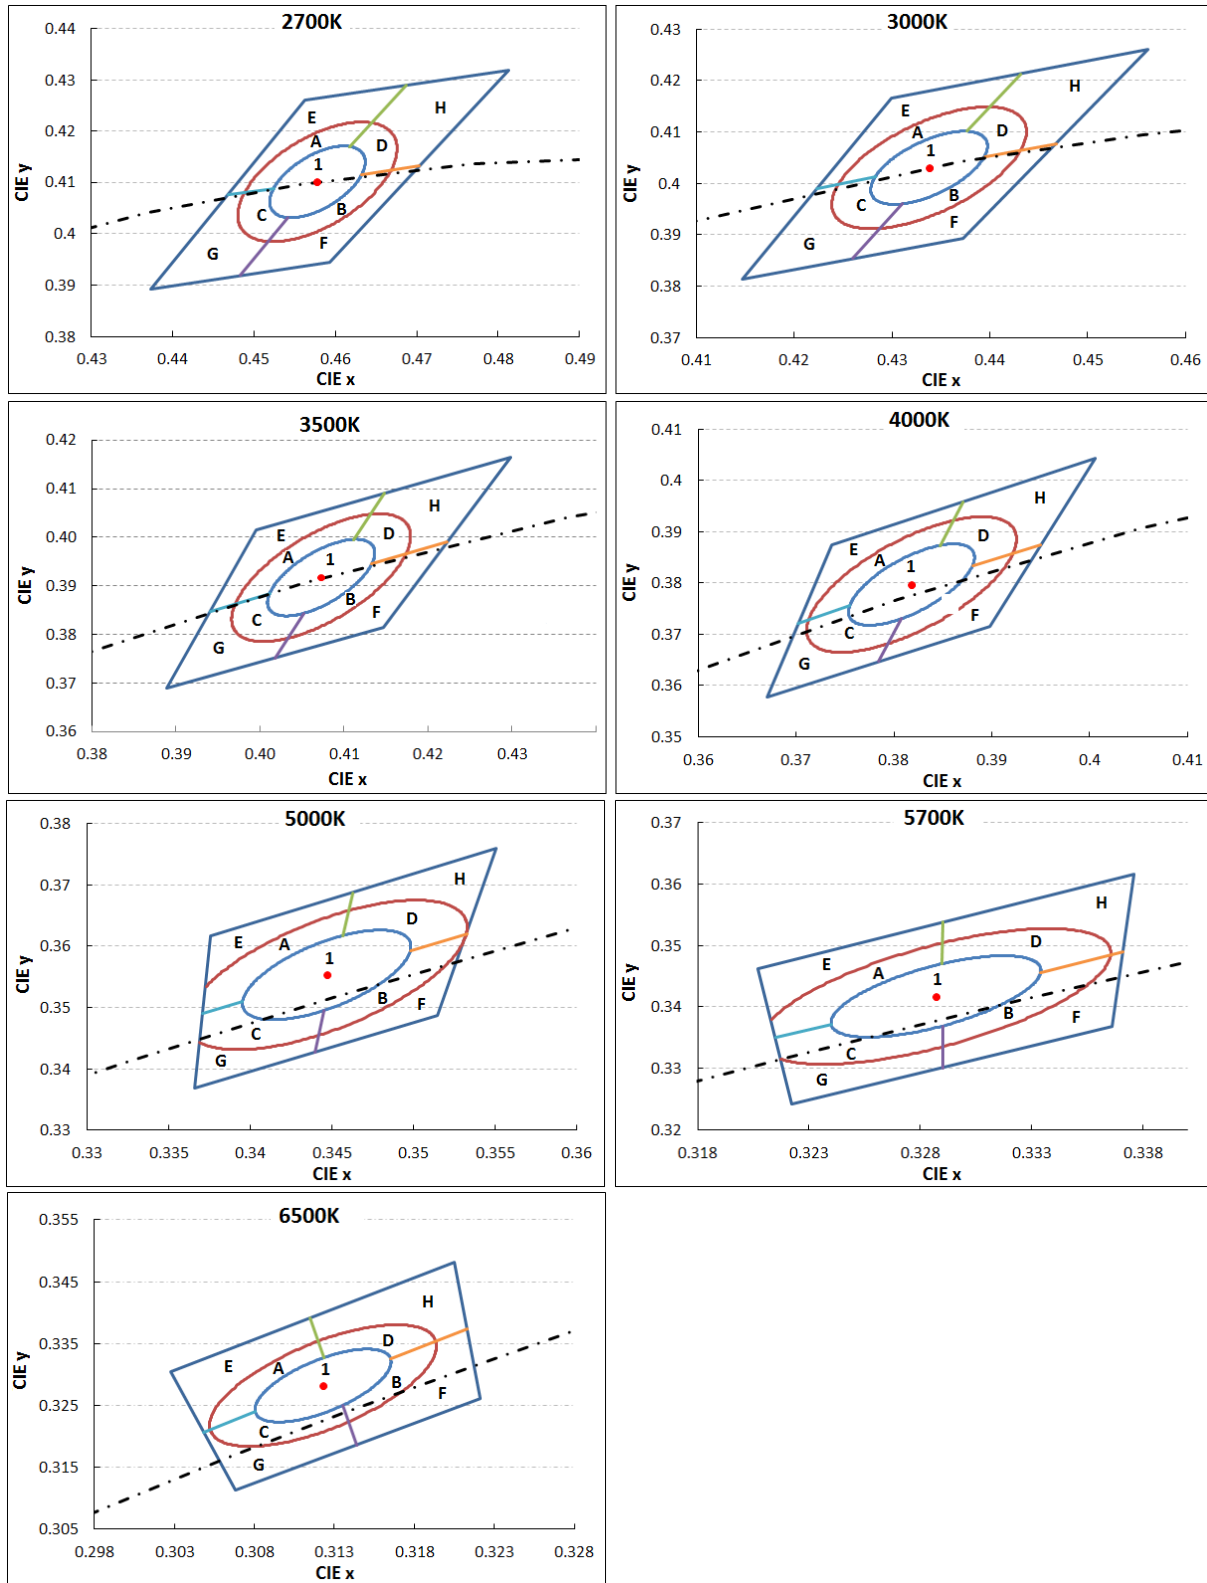 2700K
CIE y
0.44
0.43
0.42
0.41
0.4
0.39
0.38
E
A
1
D
H
C
B
F
G
0.43 0.44 0.45 0.46 0.47 0.48 0.49
CIE x
3000K
CIE y
0.43
0.42
0.41
0.4
0.39
0.38
0.37
E
A
1
D
H
C
B
F
G
0.41 0.42 0.43 0.44 0.45 0.46
CIE x
3500K
CIE y
0.42
0.41
0.40
0.39
0.38
0.37
0.36
E
A
1
D
H
C
B
F
G
0.38 0.39 0.40 0.41 0.42 0.43
CIE x
4000K
CIE y
0.41
0.4
0.39
0.38
0.37
0.36
0.35
E
A
1
D
H
C
F
G
0.36 0.37 0.38 0.39 0.4 0.41
CIE x
5000K
CIE y
0.38
0.37
0.36
0.35
0.34
0.33
E
A
1
D
H
C
B
F
G
0.33 0.335 0.34 0.345 0.35 0.355 0.36
CIE x
5700K
CIE y
0.37
0.36
0.35
0.34
0.33
0.32
E
A
1
D
H
C
B
F
G
0.318 0.323 0.328 0.333 0.338
CIE x
6500K
CIE y
0.355
0.345
0.335
0.325
0.315
0.305
E
A
1
D
H
C
B
F
G
0.298 0.303 0.308 0.313 0.318 0.323 0.328
CIE x